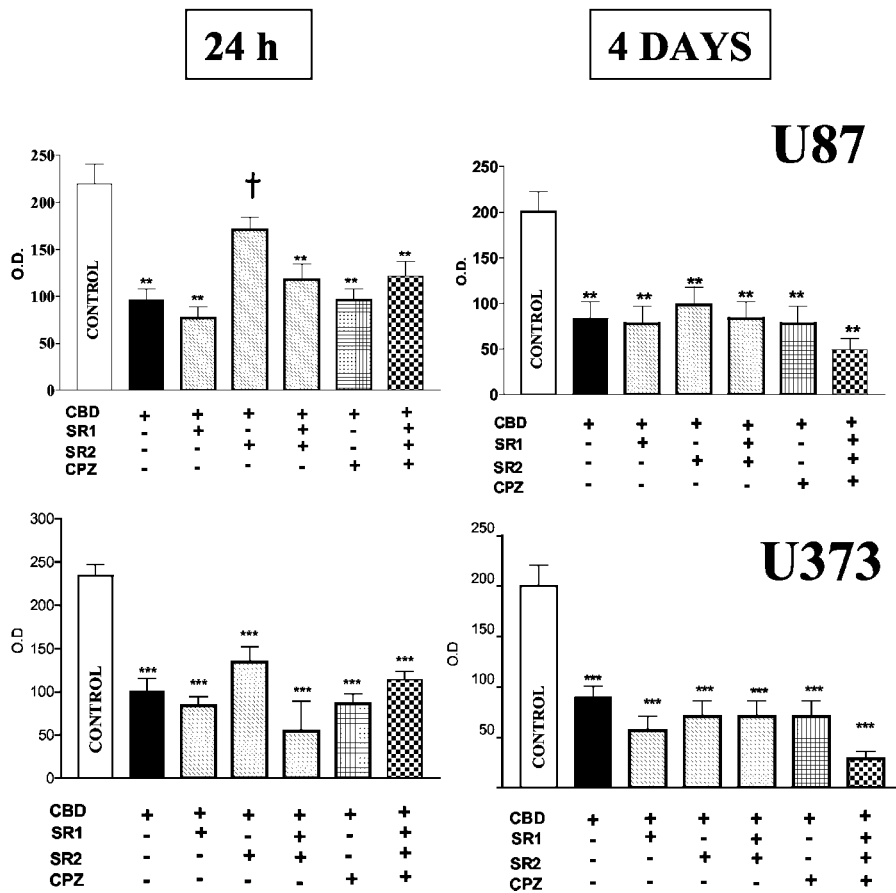 24 h
4 DAYS
U87
250
200
150
100
50
0
O.D.
CONTROL
** ** † ** ** **
CBD + + + + + +
SR1 - + - + - +
SR2 - - + + - +
CPZ - - - - + +
250
200
150
100
50
0
O.D.
CONTROL
** ** ** ** ** **
CBD + + + + + +
SR1 - + - + - +
SR2 - - + + - +
CPZ - - - - + +
300
250
200
150
100
50
0
O.D
CONTROL
*** *** *** *** *** ***
CBD + + + + + +
SR1 - + - + - +
SR2 - - + + - +
CPZ - - - - + +
U373
250
200
150
100
50
O.D
CONTROL
*** *** *** *** *** ***
CBD + + + + + +
SR1 - + - + - +
SR2 - - + + - +
CPZ - - - - + +